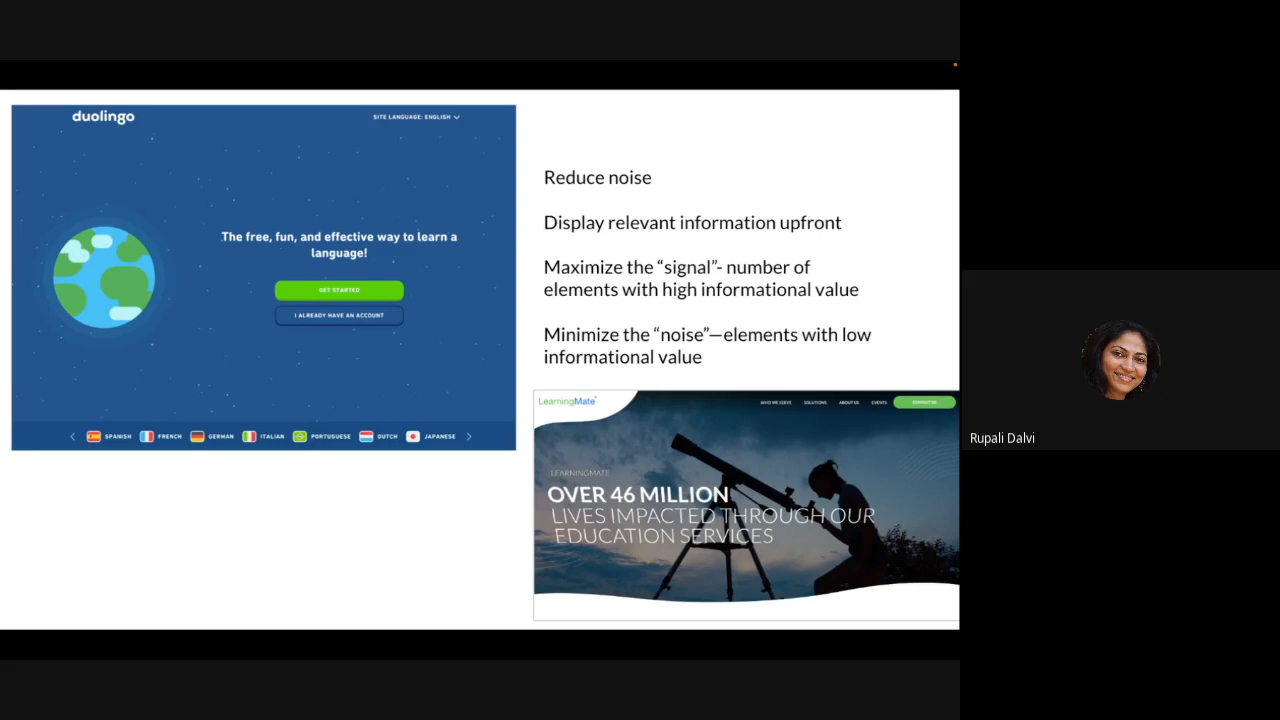 duolingo
SITE LANGUAGE: ENGLISH
The free, fun, and effective way to learn a
language!
GET STARTED
I ALREADY HAVE AN ACCOUNT
SPANISH FRENCH GERMAN ITALIAN PORTUGUESE DUTCH JAPANESE
Reduce noise
Display relevant information upfront
Maximize the “signal”- number of
elements with high informational value
Minimize the “noise”—elements with low
informational value
LearningMate
WHO WE SERVE SOLUTIONS ABOUT US EVENTS
LEARNINGMATE
OVER 46 MILLION
LIVES IMPACTED THROUGH OUR
EDUCATION SERVICES
Rupali Dalvi